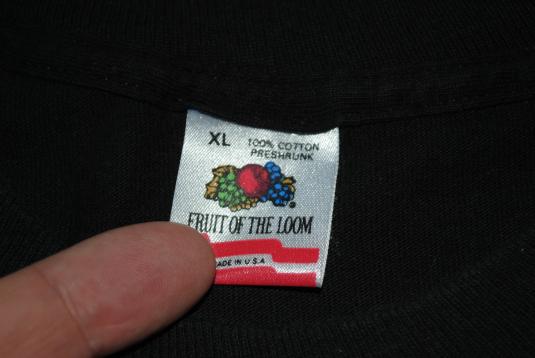 XL 100% COTTON
PRESHRUNK
FRUIT OF THE LOOM
MADE IN U.S.A